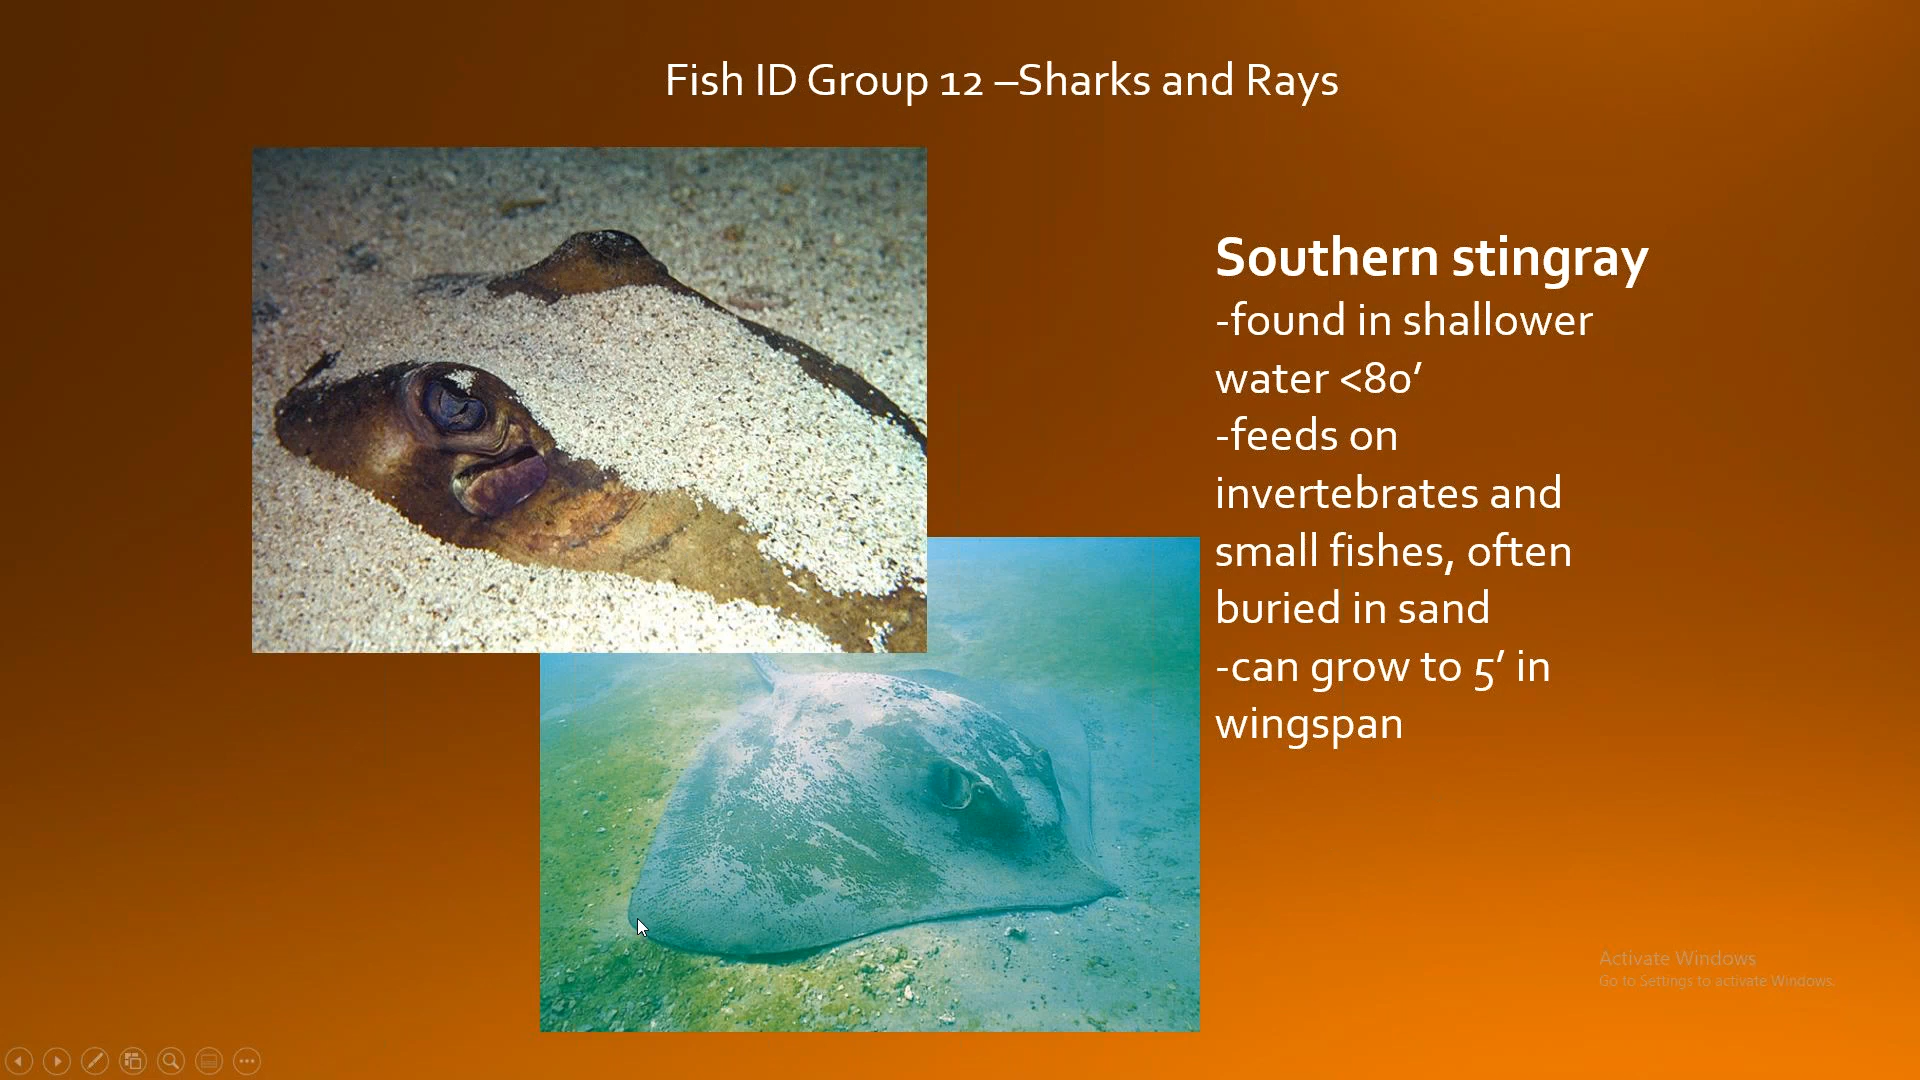 Fish ID Group 12 –Sharks and Rays
Southern stingray
-found in shallower
water <80’
-feeds on
invertebrates and
small fishes, often
buried in sand
-can grow to 5’ in
wingspan
Activate Windows
Go to Settings to activate Windows.